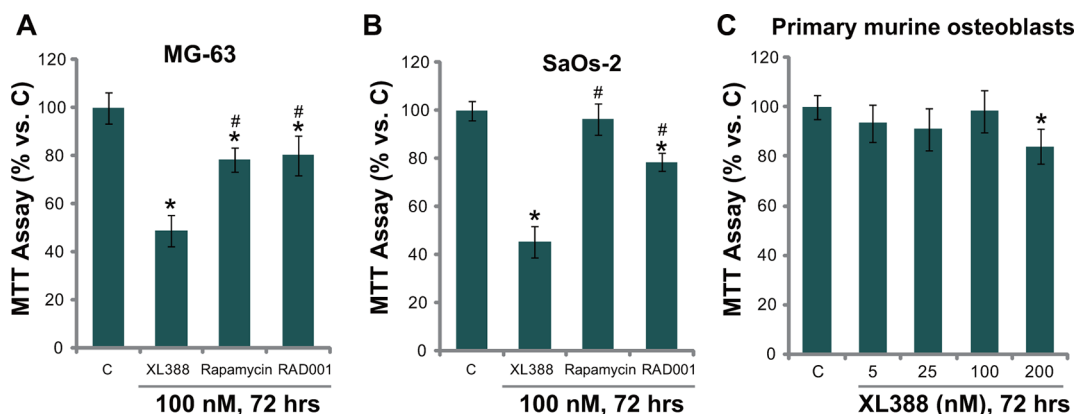 A
MG-63
MTT Assay (% vs. C)
120
100
80
60
40
20
0
*
#
*
#
*
C XL388 Rapamycin RAD001
100 nM, 72 hrs
B
SaOs-2
MTT Assay (% vs. C)
120
100
80
60
40
20
0
*
#
#
*
C XL388 Rapamycin RAD001
100 nM, 72 hrs
C Primary murine osteoblasts
MTT Assay (% vs. C)
120
100
80
60
40
20
0
*
C 5 25 100 200
XL388 (nM), 72 hrs